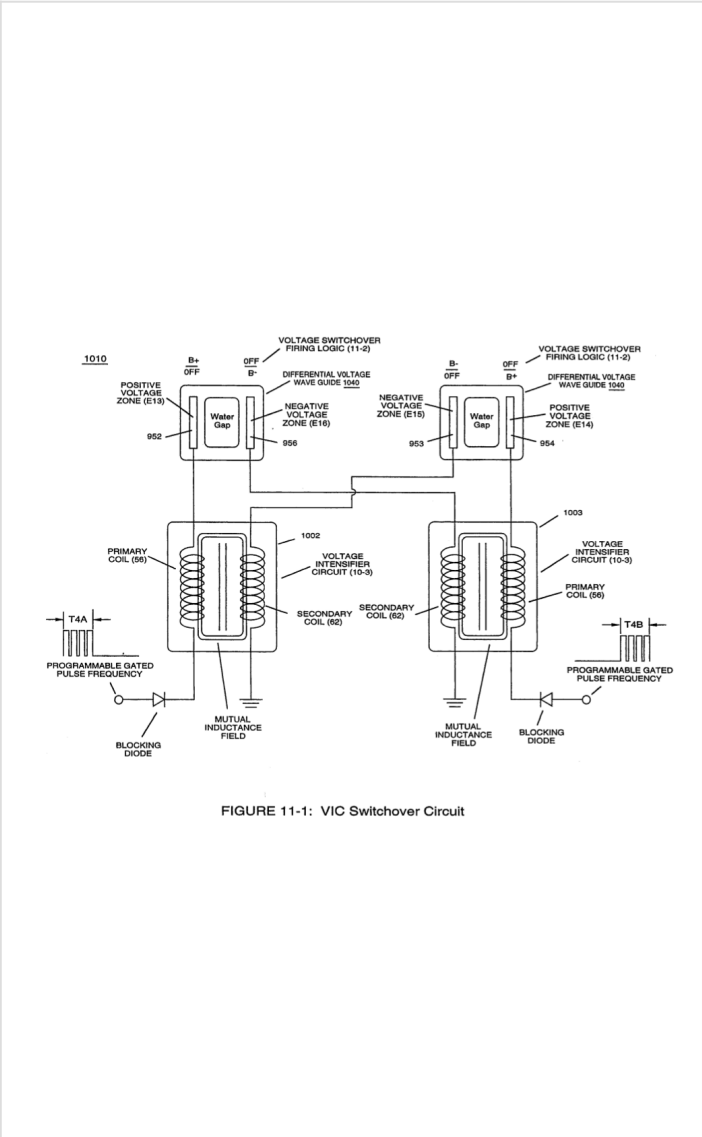 1010
B+
OFF
OFF
B-
VOLTAGE SWITCHOVER
FIRING LOGIC (11-2)
DIFFERENTIAL VOLTAGE
WAVE GUIDE 1040
POSITIVE
VOLTAGE
ZONE (E13)
952
Water
Gap
NEGATIVE
VOLTAGE
ZONE (E16)
956
B-
OFF
OFF
B+
VOLTAGE SWITCHOVER
FIRING LOGIC (11-2)
DIFFERENTIAL VOLTAGE
WAVE GUIDE 1040
NEGATIVE
VOLTAGE
ZONE (E15)
953
Water
Gap
POSITIVE
VOLTAGE
ZONE (E14)
954
1002
PRIMARY
COIL (56)
VOLTAGE
INTENSIFIER
CIRCUIT (10-3)
SECONDARY
COIL (62)
1003
VOLTAGE
INTENSIFIER
CIRCUIT (10-3)
PRIMARY
COIL (56)
SECONDARY
COIL (62)
T4A
PROGRAMMABLE GATED
PULSE FREQUENCY
BLOCKING
DIODE
MUTUAL
INDUCTANCE
FIELD
T4B
PROGRAMMABLE GATED
PULSE FREQUENCY
MUTUAL
INDUCTANCE
FIELD
BLOCKING
DIODE
FIGURE 11-1: VIC Switchover Circuit